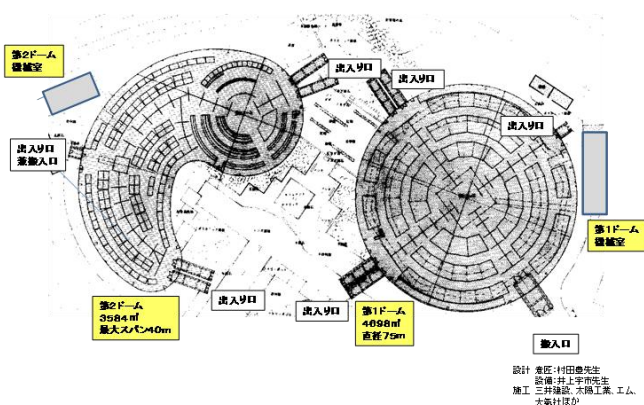 第2ドーム
機械室
出入り口
出入り口
出入り口
出入り口
兼搬入口
第1ドーム
機械室
第2ドーム
3584㎡
最大スパン40m
出入り口
出入り口
第1ドーム
4698㎡
直径75m
搬入口
設計 意匠:村田豊先生
設備:井上宇市先生
施工 三井建設、太陽工業、エム、
大氣社ほか